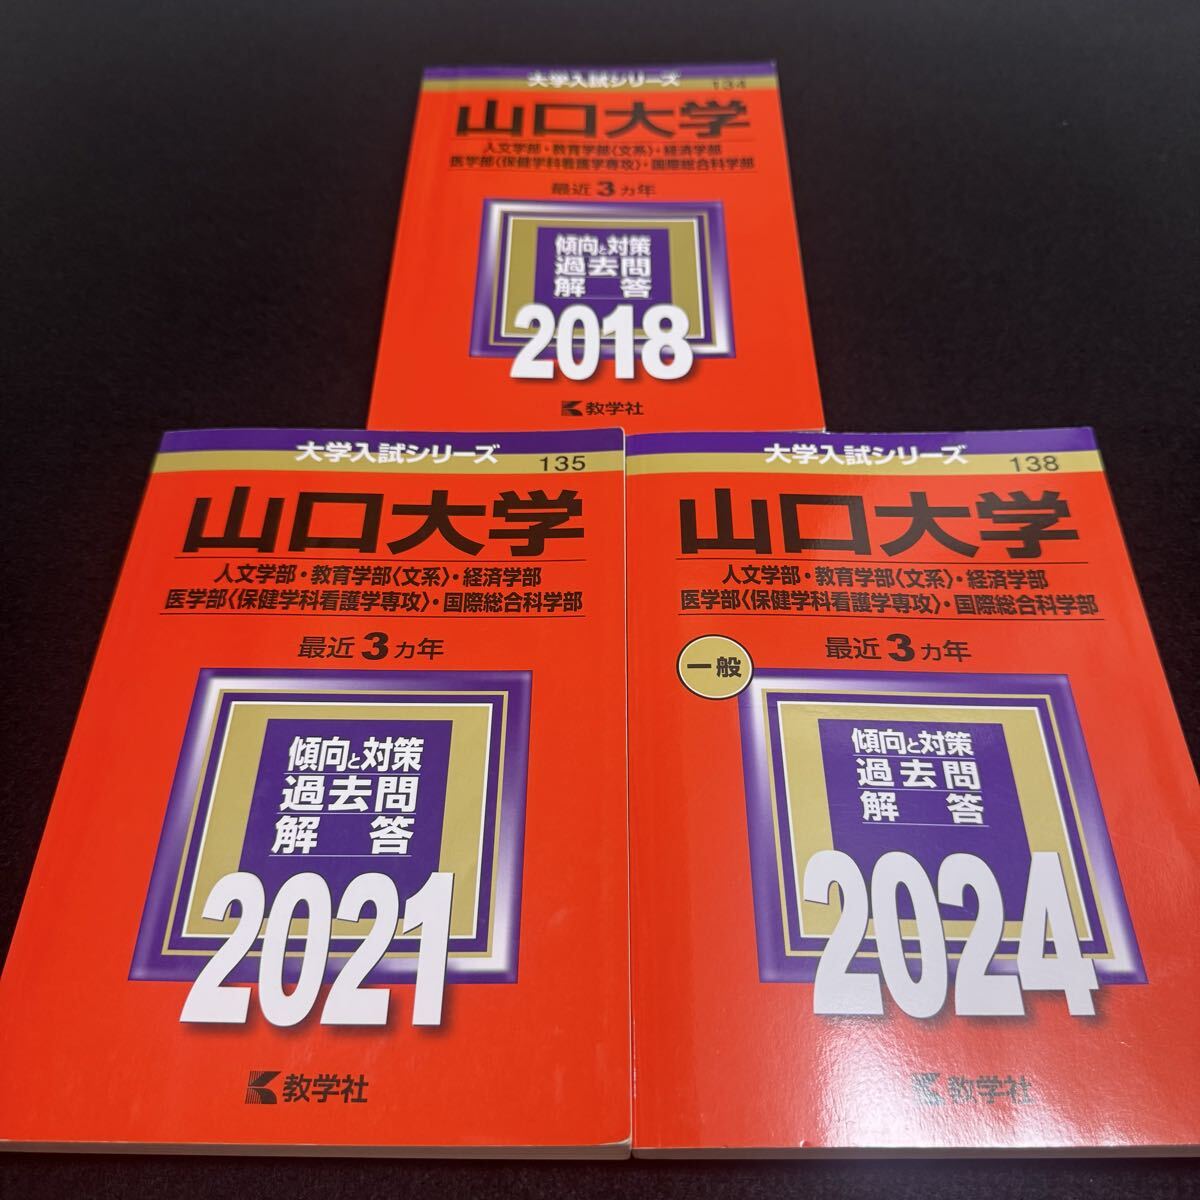 大学入試シリーズ
134
山口大学
人文学部・教育学部〈文系〉・経済学部
医学部〈保健学科看護学専攻〉・国際総合科学部
最近3カ年
傾向と対策
過去問
解答
2018
教学社
大学入試シリーズ
135
山口大学
人文学部・教育学部〈文系〉・経済学部
医学部〈保健学科看護学専攻〉・国際総合科学部
最近3カ年
傾向と対策
過去問
解答
2021
教学社
大学入試シリーズ
138
山口大学
人文学部・教育学部〈文系〉・経済学部
医学部〈保健学科看護学専攻〉・国際総合科学部
一般
最近3カ年
傾向と対策
過去問
解答
2024
教学社